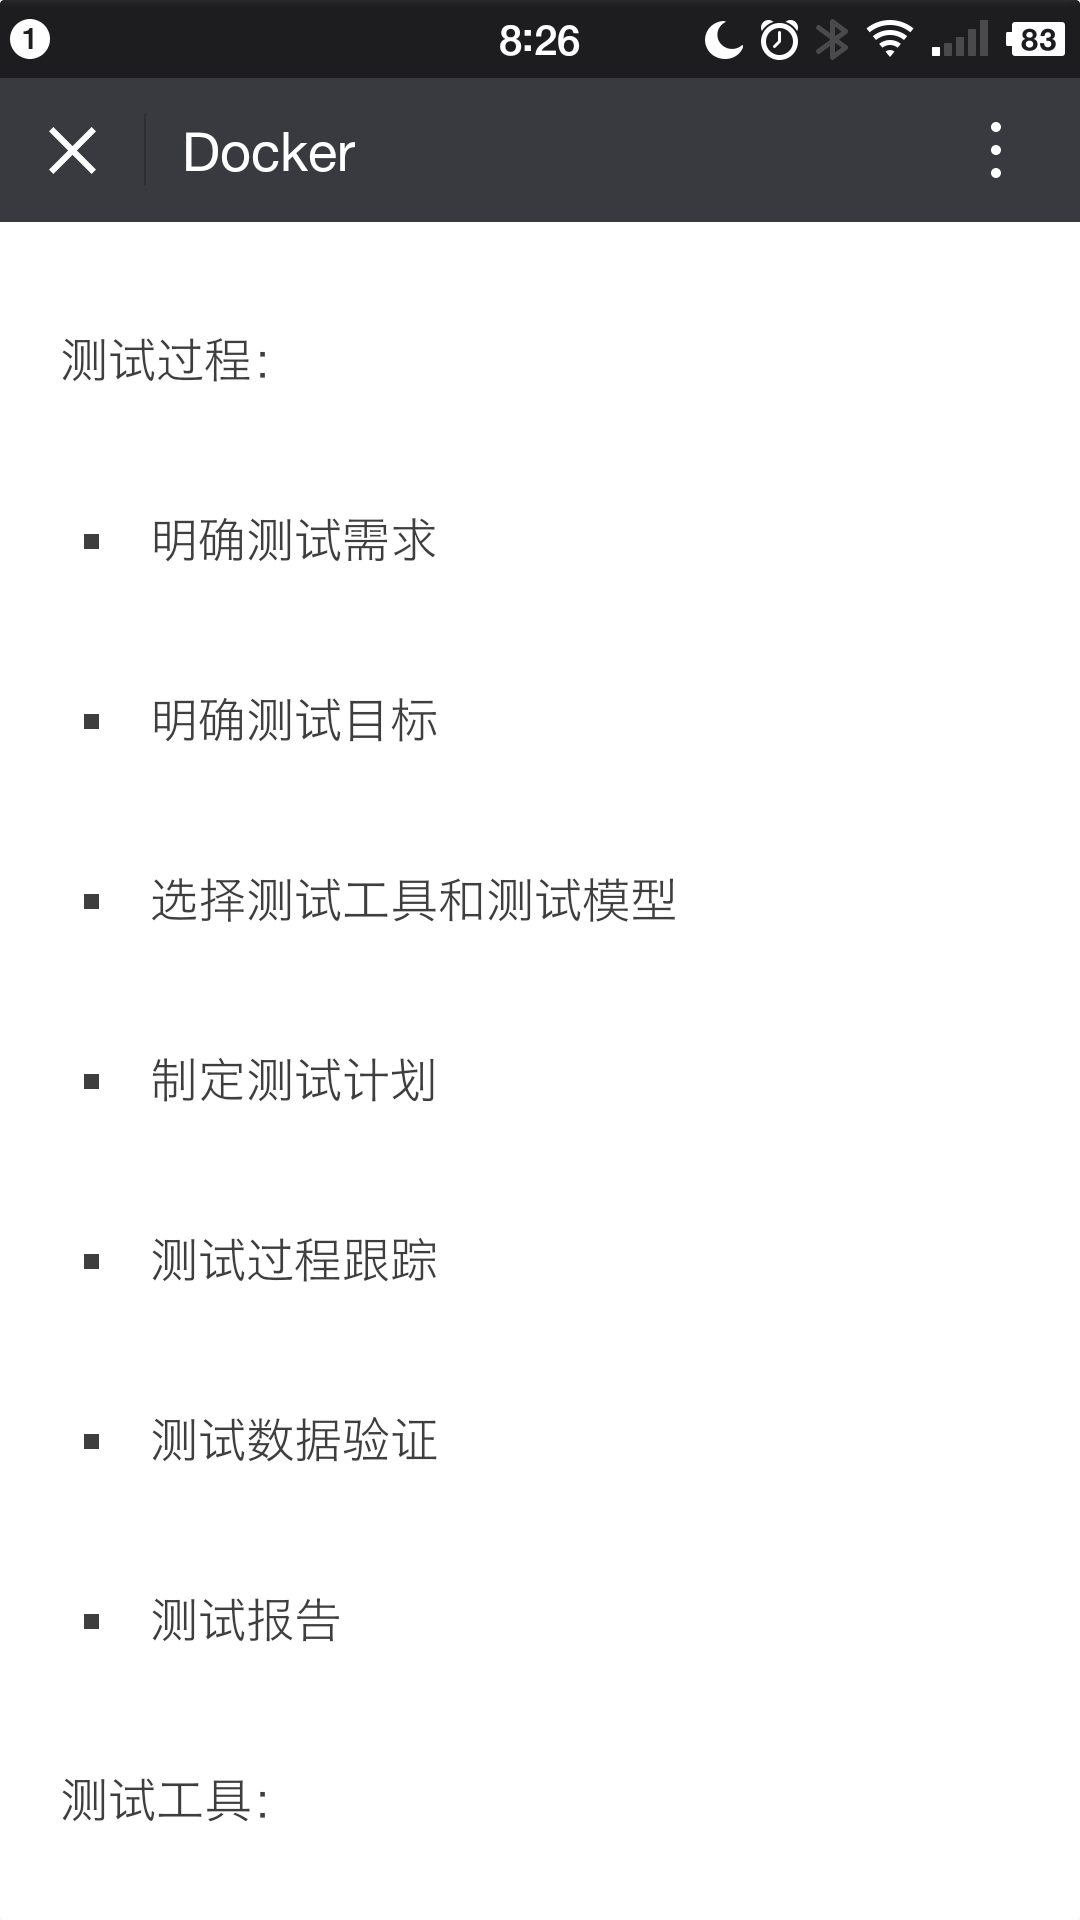 1
8:26
83
Docker
测试过程：
▪ 明确测试需求
▪ 明确测试目标
▪ 选择测试工具和测试模型
▪ 制定测试计划
▪ 测试过程跟踪
▪ 测试数据验证
▪ 测试报告
测试工具：